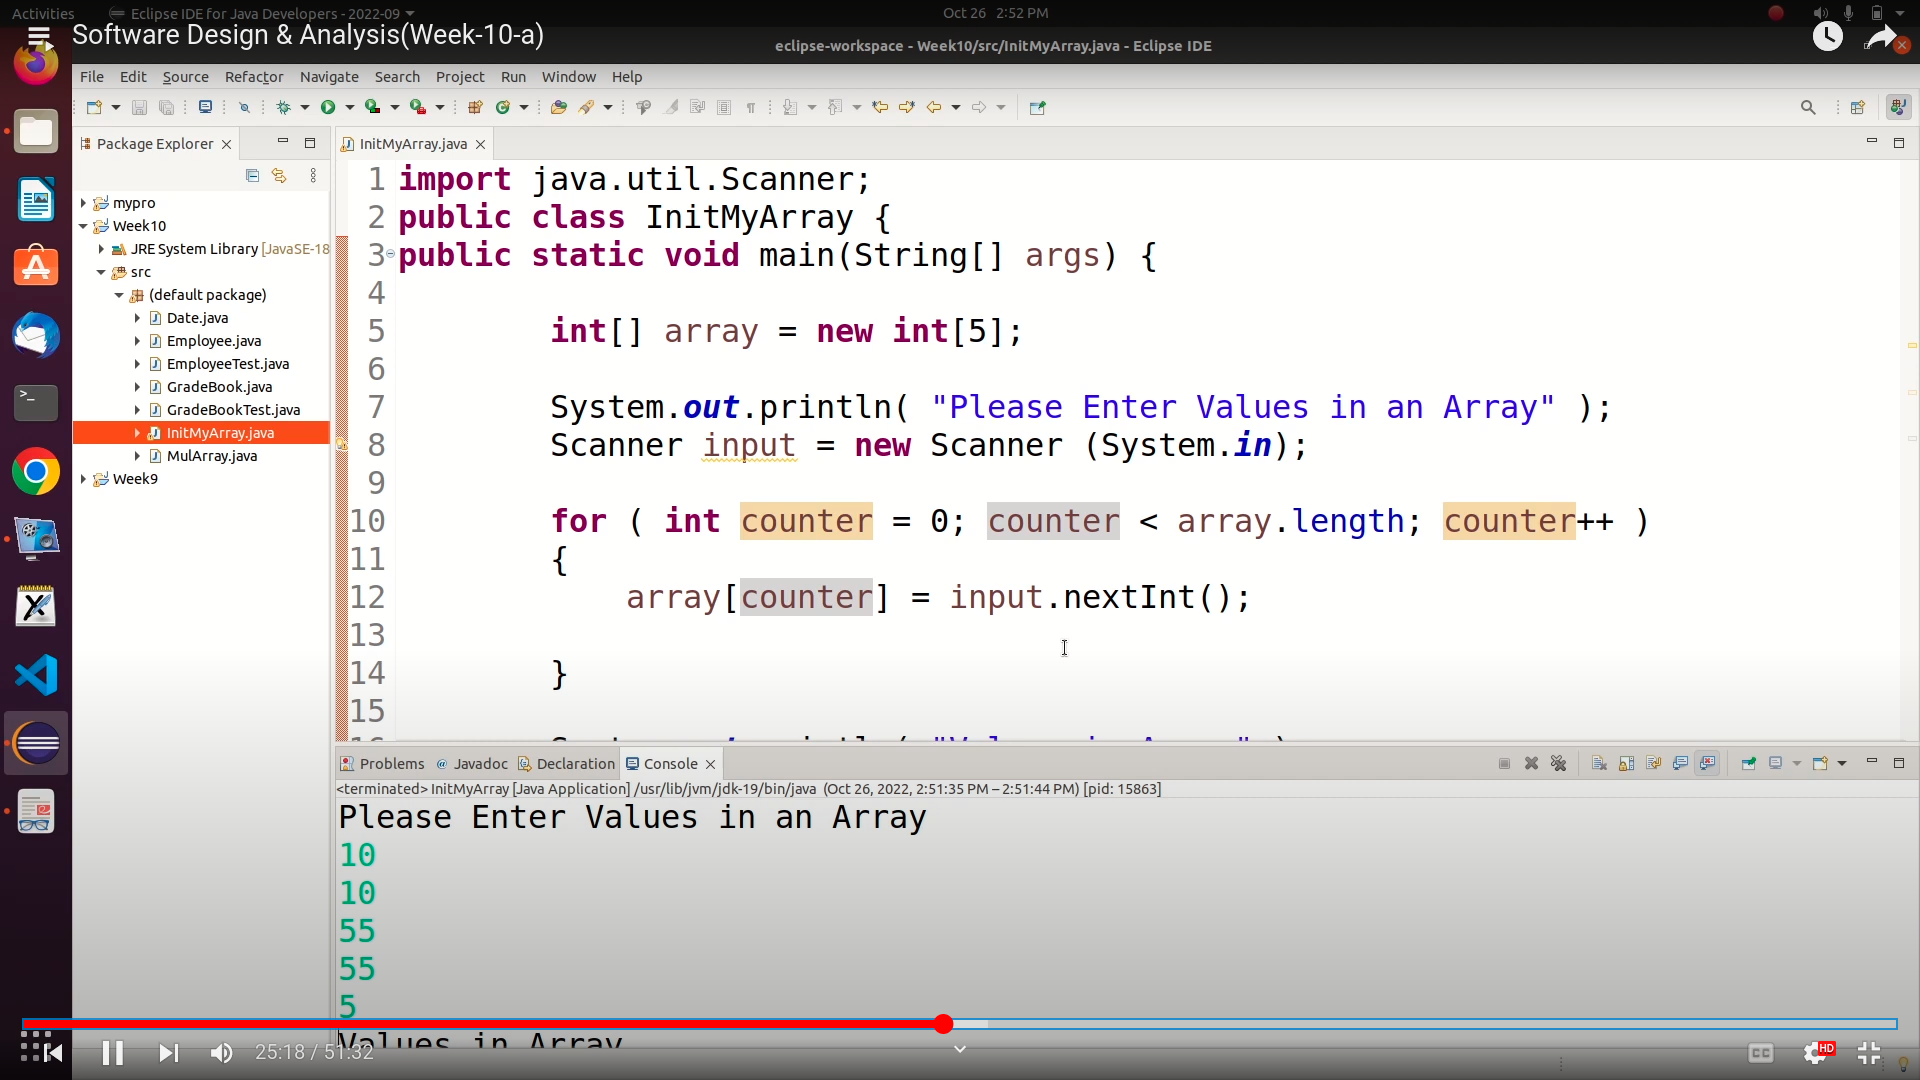 Activities
Eclipse IDE for Java Developers - 2022-09
Oct 26 2:52 PM
Software Design & Analysis(Week-10-a)
eclipse-workspace - Week10/src/InitMyArray.java - Eclipse IDE
File Edit Source Refactor Navigate Search Project Run Window Help
Package Explorer
InitMyArray.java
mypro
Week10
JRE System Library [JavaSE-18
src
(default package)
Date.java
Employee.java
EmployeeTest.java
GradeBook.java
GradeBookTest.java
InitMyArray.java
MulArray.java
Week9
1 import java.util.Scanner;
2 public class InitMyArray {
3 public static void main(String[] args) {
4
5 int[] array = new int[5];
6
7 System.out.println( "Please Enter Values in an Array" );
8 Scanner input = new Scanner (System.in);
9
10 for ( int counter = 0; counter < array.length; counter++ )
11 {
12 array[counter] = input.nextInt();
13
14 }
15
Problems Javadoc Declaration Console
<terminated> InitMyArray [Java Application] /usr/lib/jvm/jdk-19/bin/java (Oct 26, 2022, 2:51:35 PM – 2:51:44 PM) [pid: 15863]
Please Enter Values in an Array
10
10
55
55
5
Values in Array
25:18 / 51:32
CC
HD